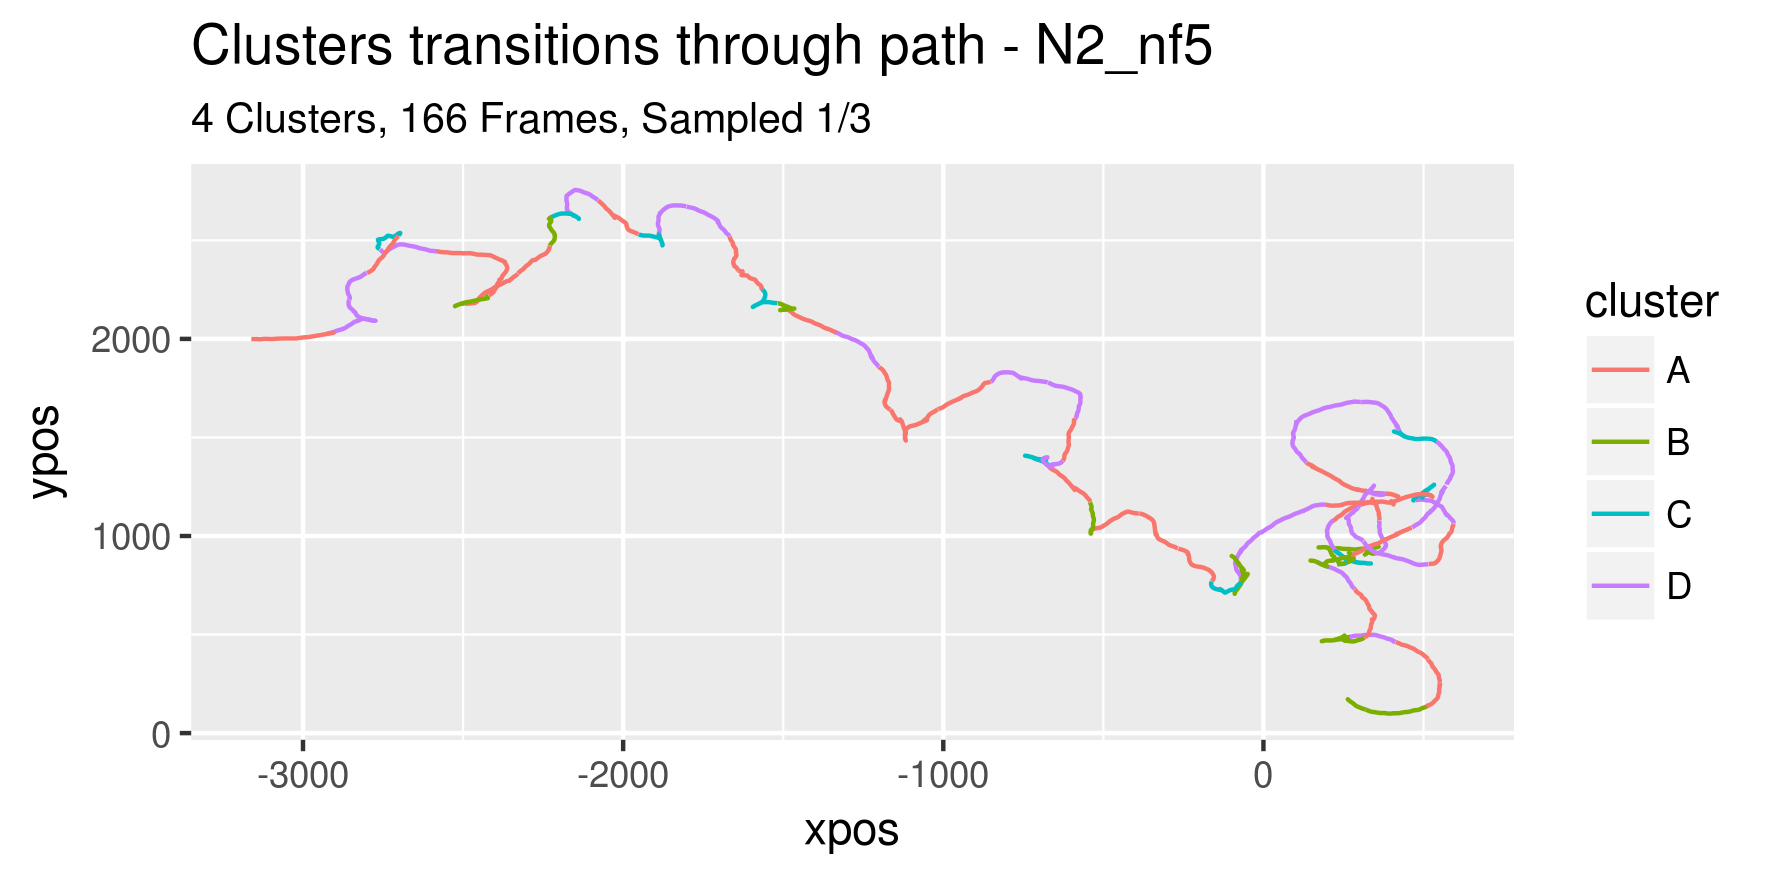 Clusters transitions through path - N2_nf5
4 Clusters, 166 Frames, Sampled 1/3
ypos
2000
1000
0
-3000
-2000
-1000
0
xpos
cluster
A
B
C
D